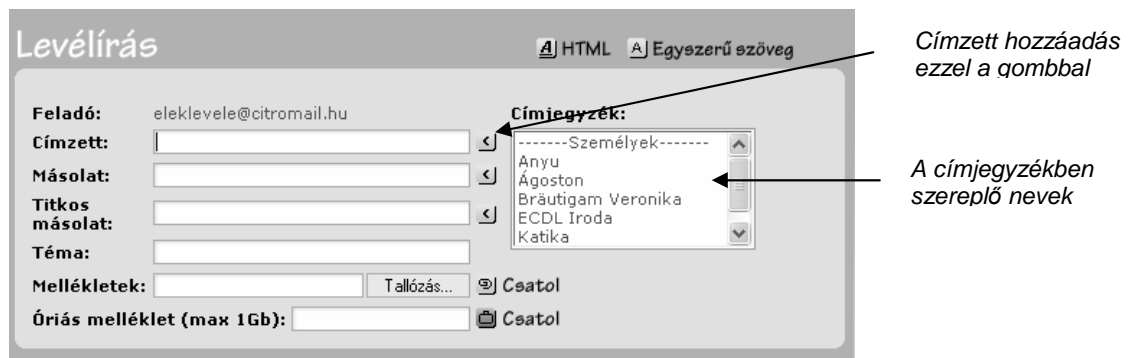 Levélírás
HTML
Egyszerű szöveg
Címzett hozzáadás
ezzel a gombbal
Feladó:
eleklevele@citromail.hu
Címjegyzék:
Címzett:
-------Személyek-------
Anyu
Ágoston
Bräutigam Veronika
ECDL Iroda
Katika
A címjegyzékben
szereplő nevek
Másolat:
Titkos
másolat:
Téma:
Mellékletek:
Tallózás...
Csatol
Óriás melléklet (max 1Gb):
Csatol